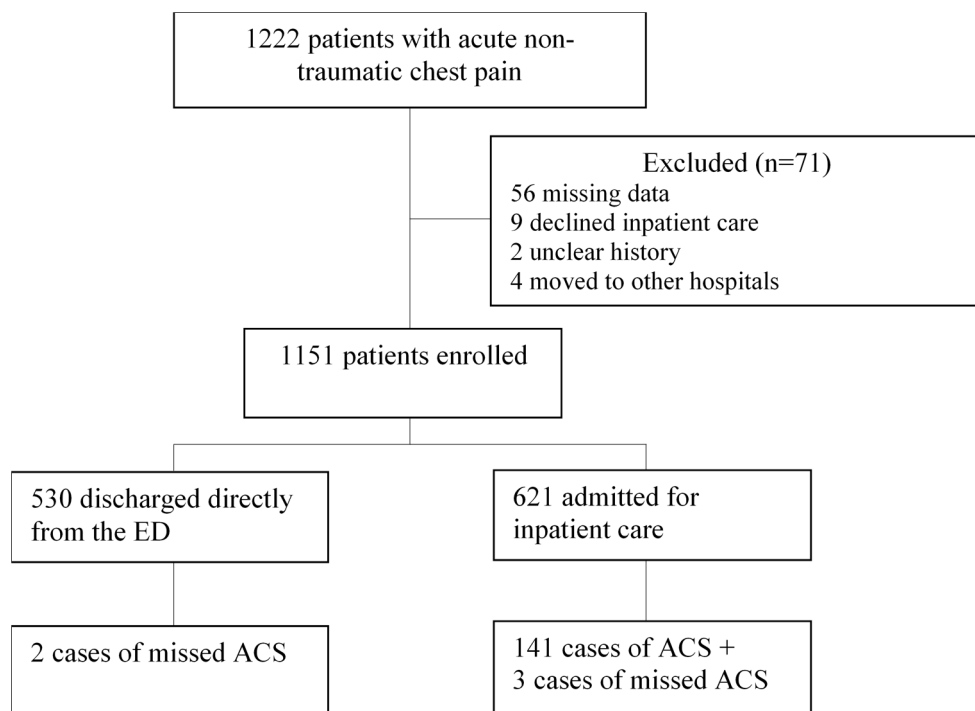 1222 patients with acute non-
traumatic chest pain
Excluded (n=71)
56 missing data
9 declined inpatient care
2 unclear history
4 moved to other hospitals
1151 patients enrolled
530 discharged directly
from the ED
621 admitted for
inpatient care
2 cases of missed ACS
141 cases of ACS +
3 cases of missed ACS